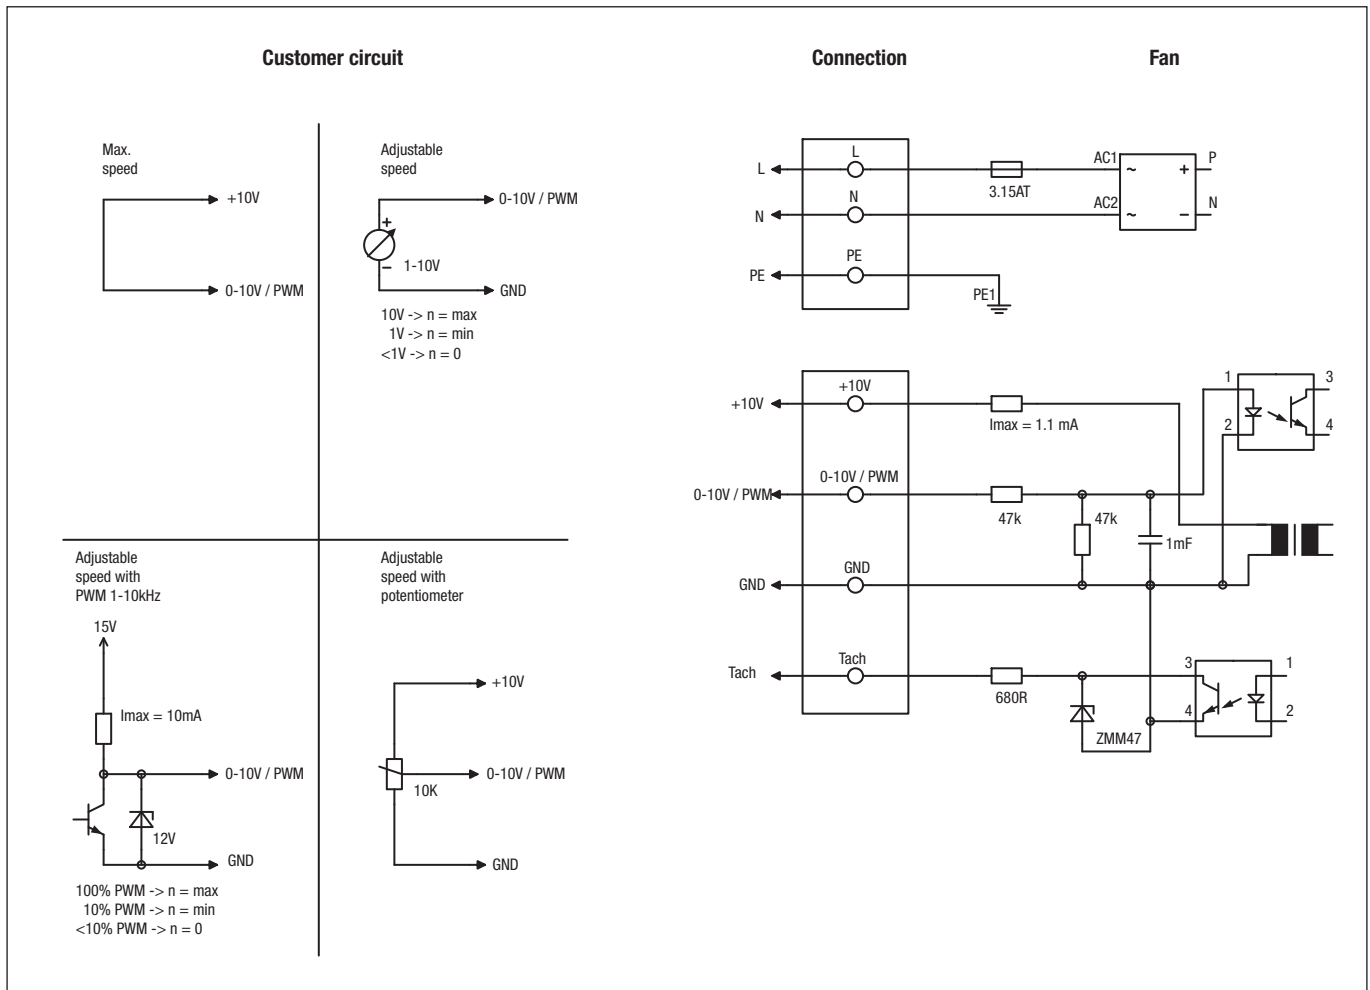 Customer circuit
Connection
Fan
Max.
speed
+10V
0-10V / PWM
Adjustable
speed
0-10V / PWM
+
−
1-10V
GND
10V -> n = max
1V -> n = min
<1V -> n = 0
Adjustable
speed with
PWM 1-10kHz
15V
Imax = 10mA
0-10V / PWM
12V
GND
100% PWM -> n = max
10% PWM -> n = min
<10% PWM -> n = 0
Adjustable
speed with
potentiometer
+10V
0-10V / PWM
10K
GND
L
L
3.15AT
AC1
~
+
P
N
N
AC2
~
−
N
PE
PE
PE1
+10V
+10V
Imax = 1.1 mA
1
2
3
4
0-10V / PWM
0-10V / PWM
47k
47k
1mF
GND
GND
Tach
Tach
680R
ZMM47
3
4
1
2